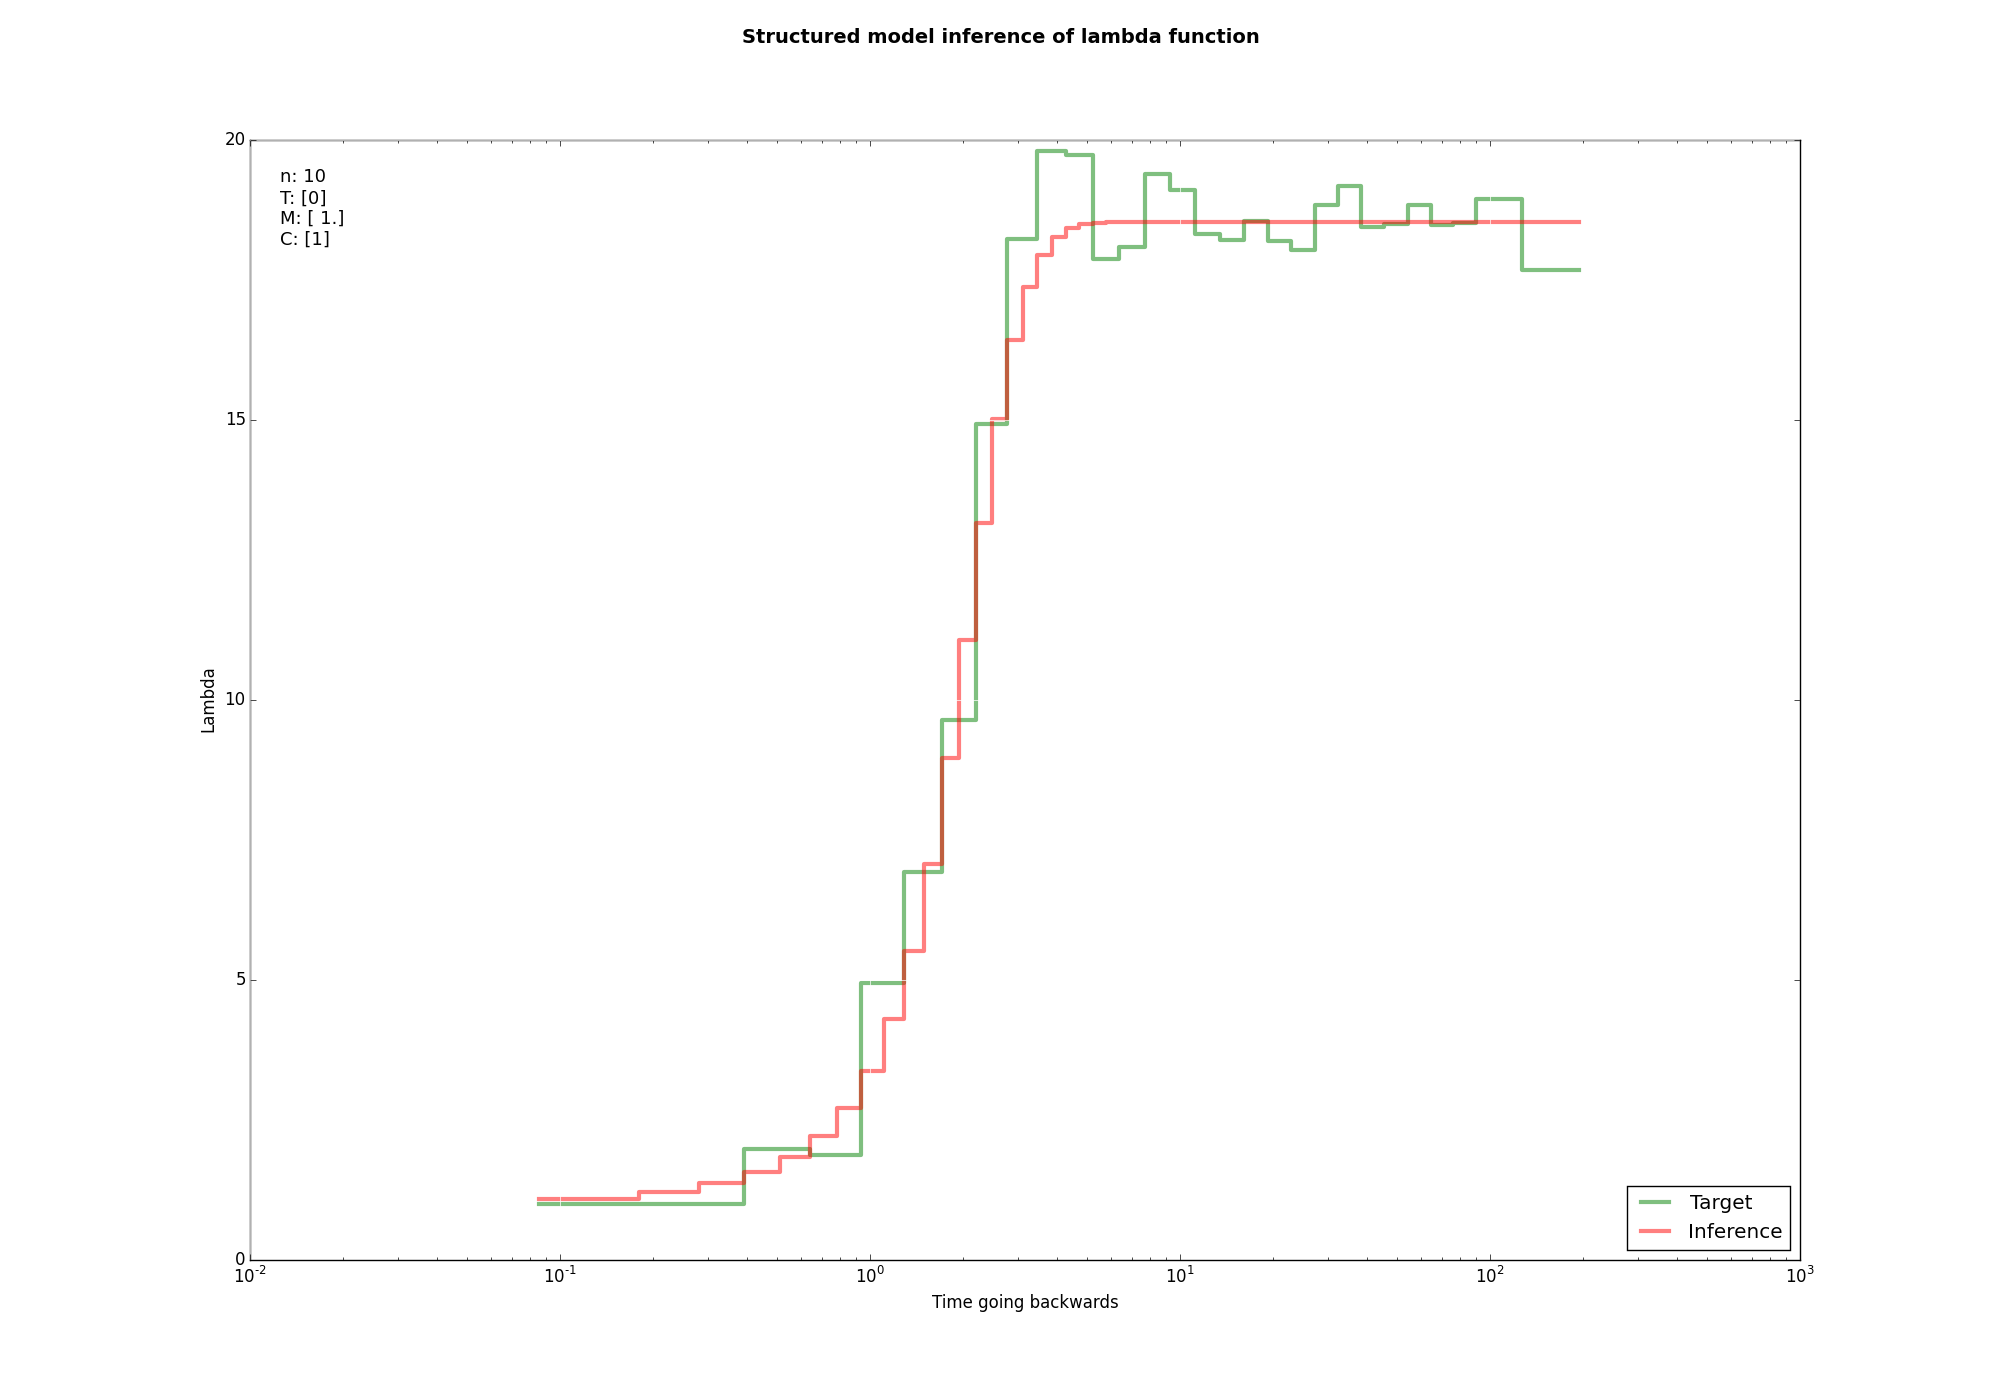 Structured model inference of lambda function
n: 10
T: [0]
M: [ 1.]
C: [1]
20
15
10
5
0
Lambda
10^-2
10^-1
10^0
10^1
10^2
10^3
Time going backwards
Target
Inference